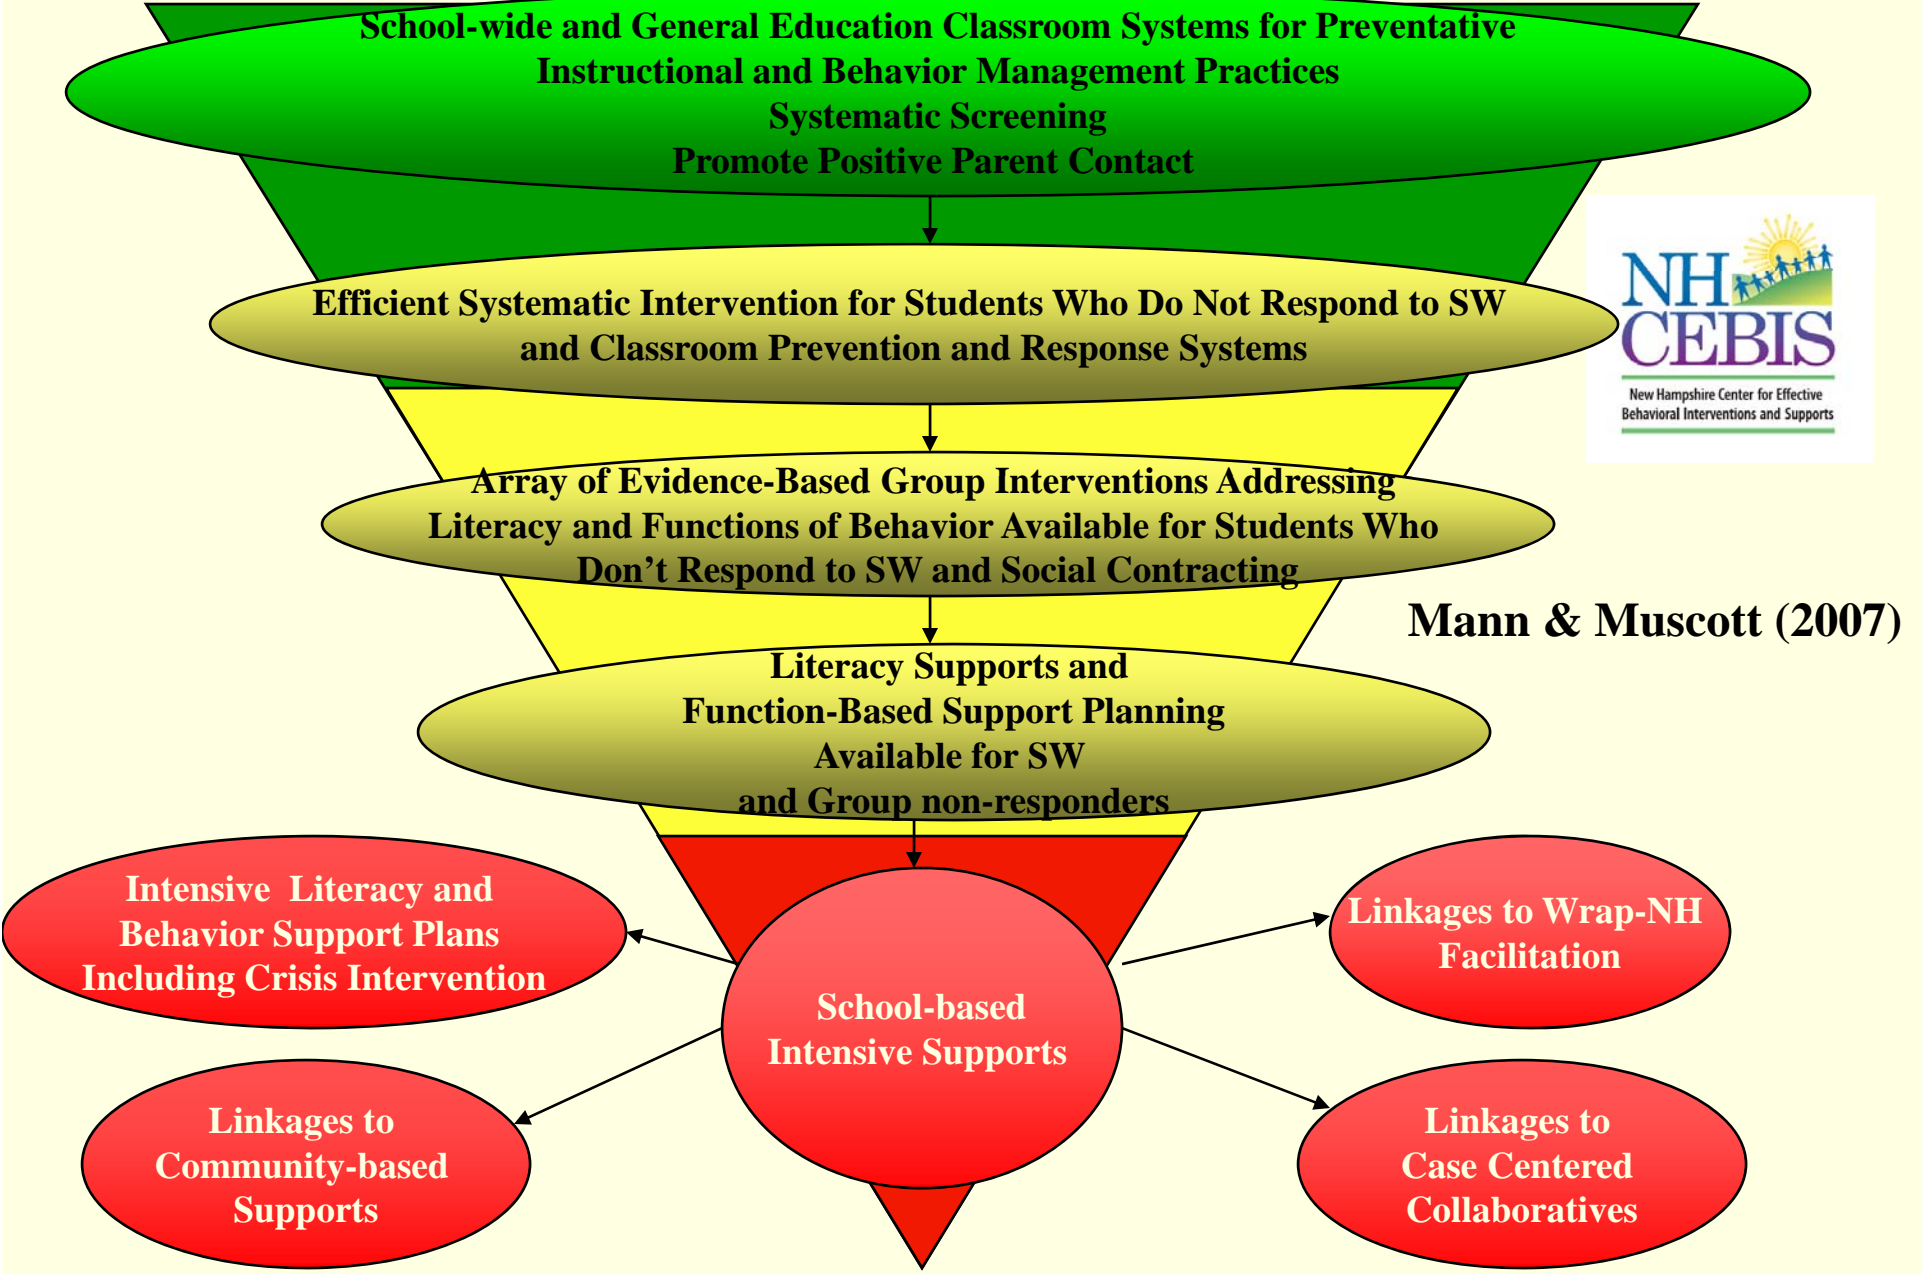 School-wide and General Education Classroom Systems for Preventative
Instructional and Behavior Management Practices
Systematic Screening
Promote Positive Parent Contact
Efficient Systematic Intervention for Students Who Do Not Respond to SW
and Classroom Prevention and Response Systems
NH
CEBIS
New Hampshire Center for Effective
Behavioral Interventions and Supports
Array of Evidence-Based Group Interventions Addressing
Literacy and Functions of Behavior Available for Students Who
Don’t Respond to SW and Social Contracting
Mann & Muscott (2007)
Literacy Supports and
Function-Based Support Planning
Available for SW
and Group non-responders
Intensive  Literacy and
Behavior Support Plans
Including Crisis Intervention
Linkages to Wrap-NH
Facilitation
School-based
Intensive Supports
Linkages to
Community-based
Supports
Linkages to
Case Centered
Collaboratives